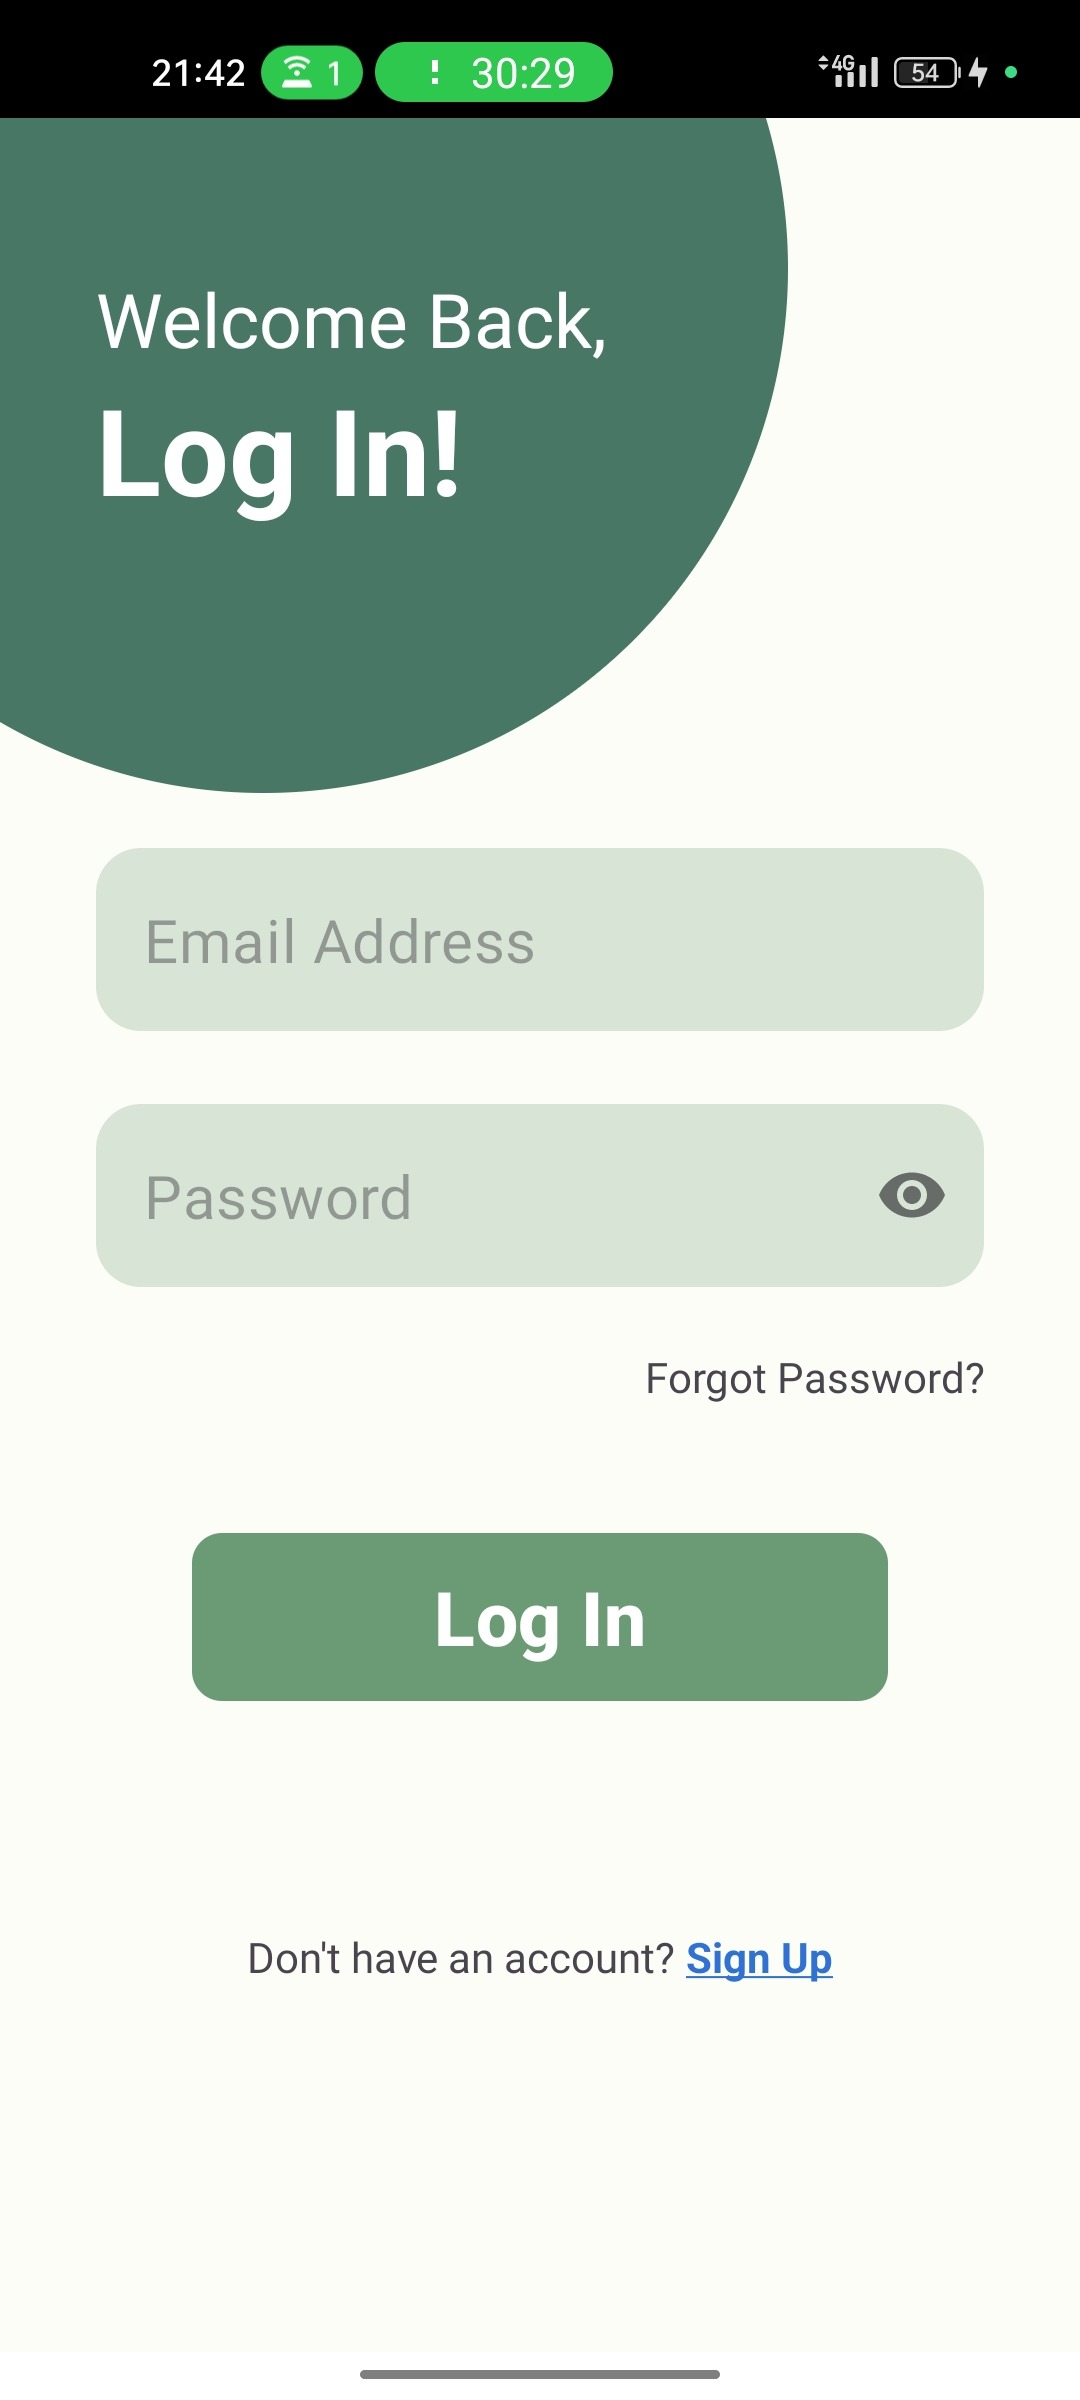 21:42 1 30:29 4G 54
Welcome Back,
Log In!
Email Address
Password
Forgot Password?
Log In
Don't have an account? Sign Up